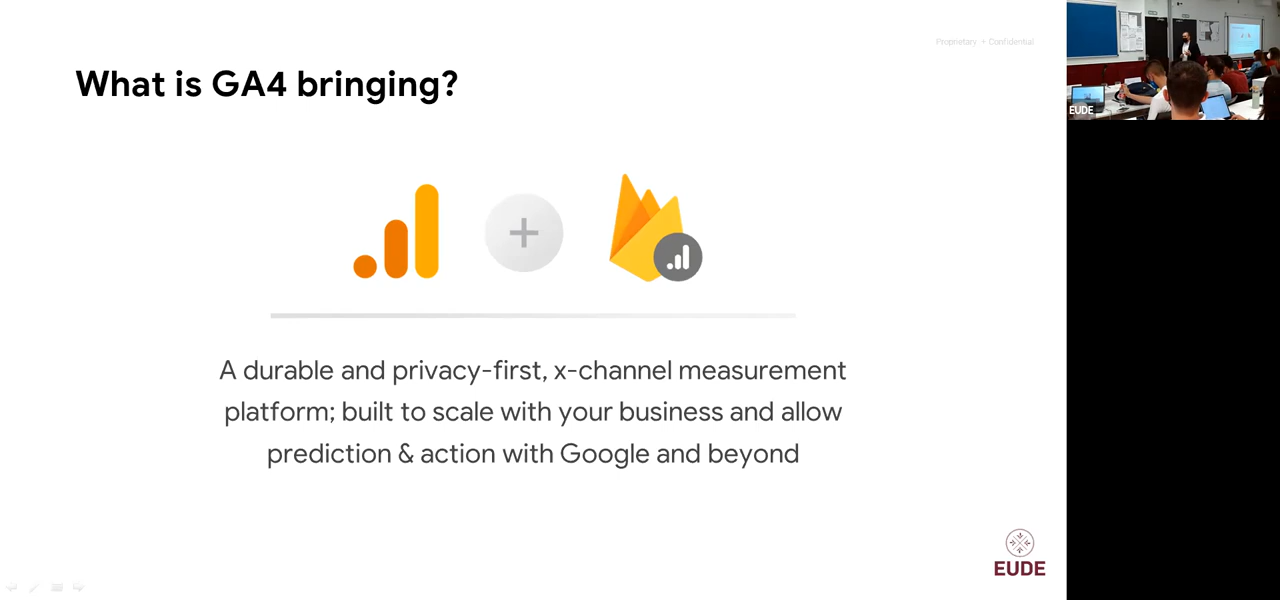 Proprietary + Confidential
What is GA4 bringing?
A durable and privacy-first, x-channel measurement
platform; built to scale with your business and allow
prediction & action with Google and beyond
EUDE
EUDE